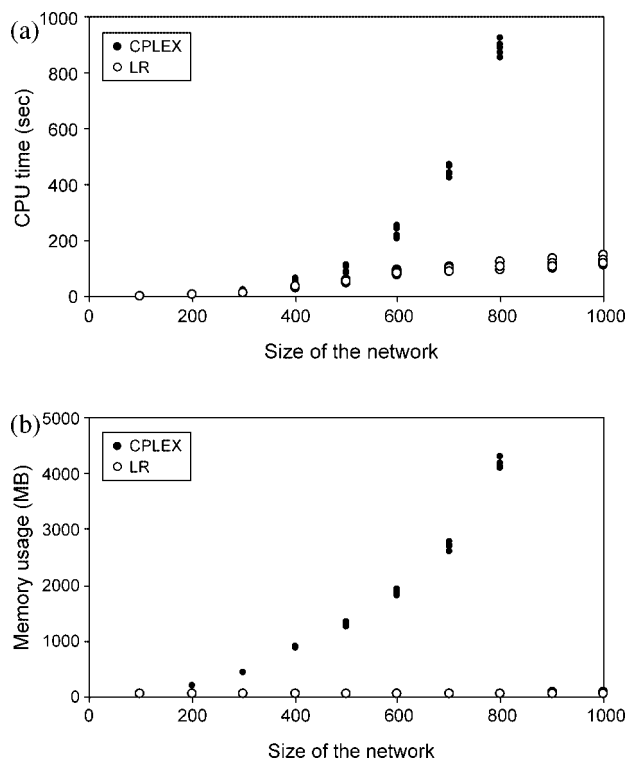 (a)
CPLEX
LR
CPU time (sec)
1000
800
600
400
200
0
0 200 400 600 800 1000
Size of the network
(b)
CPLEX
LR
Memory usage (MB)
5000
4000
3000
2000
1000
0
0 200 400 600 800 1000
Size of the network